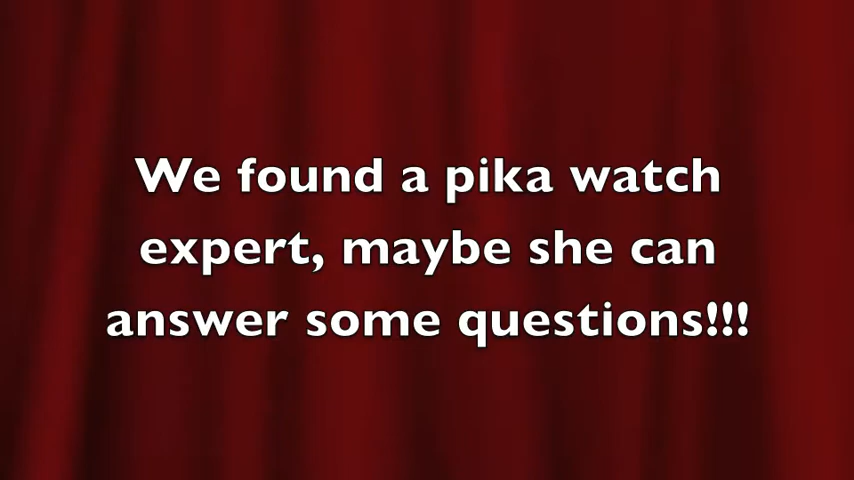 We found a pika watch
expert, maybe she can
answer some questions!!!